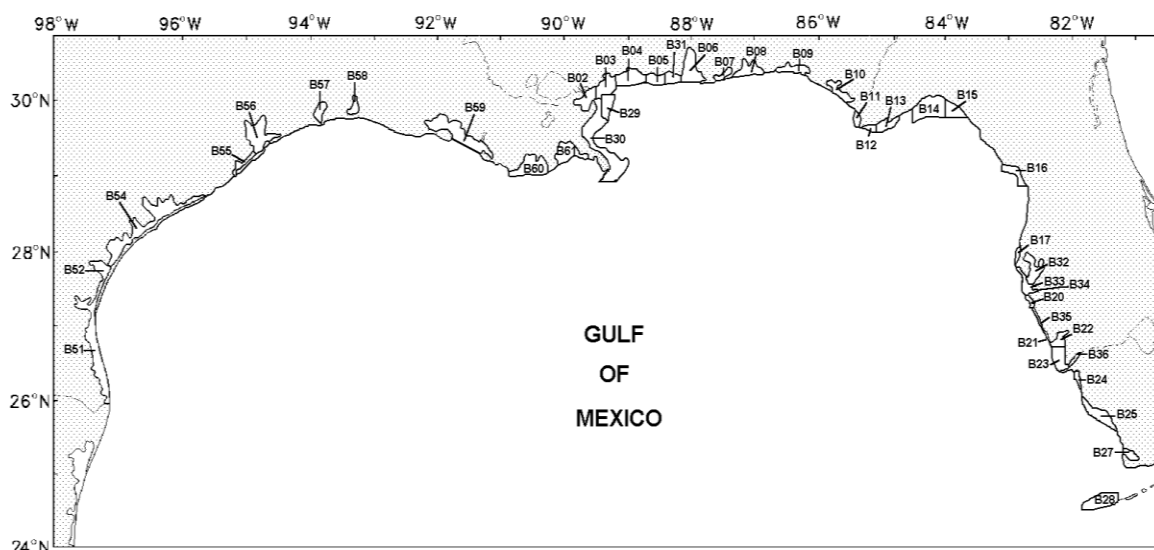 98°W 96°W 94°W 92°W 90°W 88°W 86°W 84°W 82°W
B31
B03 B04 B05 B06 B07 B08 B09
B02
B58
B57
B10
30°N
B56
B59
B29
B11 B13 B14 B15
B30
B12
B55
B60
B61
B16
B54
28°N
B17
B52
B32
B33
B34
B20
B35
B51
GULF
B21
B22
B36
B23
OF
B24
26°N
MEXICO
B25
B27
B28
24°N